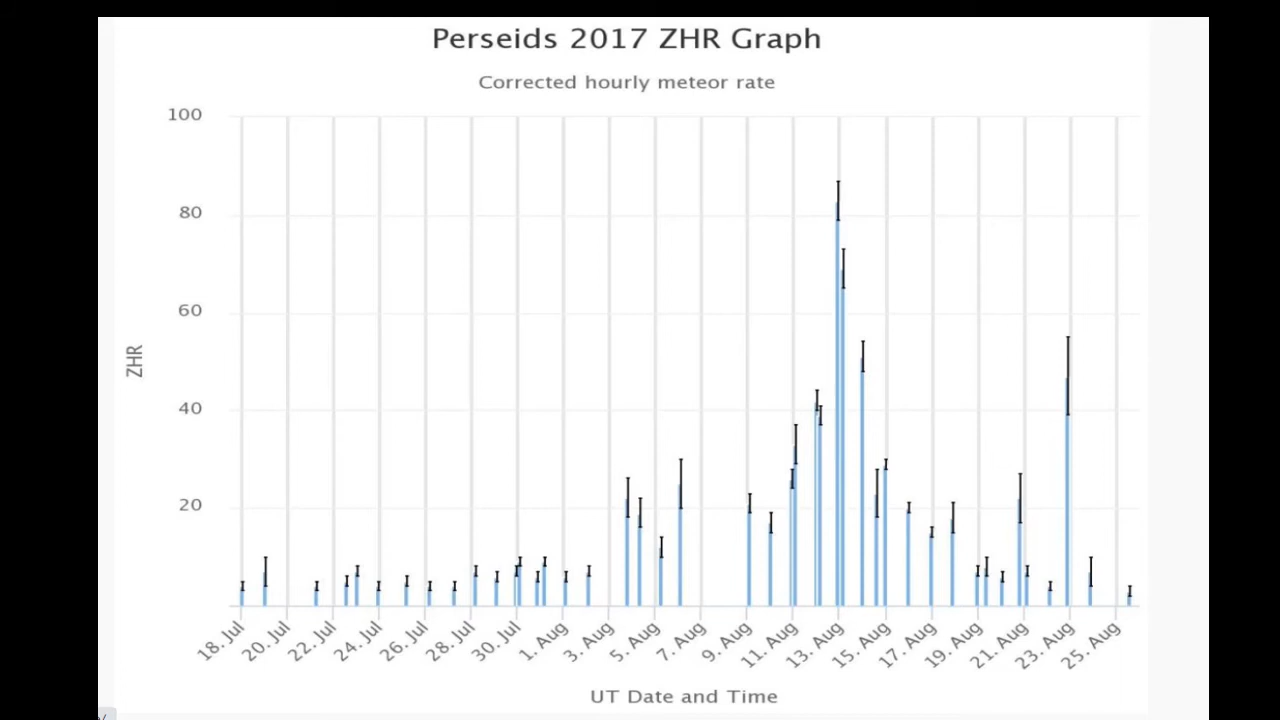 Perseids 2017 ZHR Graph
Corrected hourly meteor rate
100
80
60
40
20
ZHR
18. Jul
20. Jul
22. Jul
24. Jul
26. Jul
28. Jul
30. Jul
1. Aug
3. Aug
5. Aug
7. Aug
9. Aug
11. Aug
13. Aug
15. Aug
17. Aug
19. Aug
21. Aug
23. Aug
25. Aug
UT Date and Time